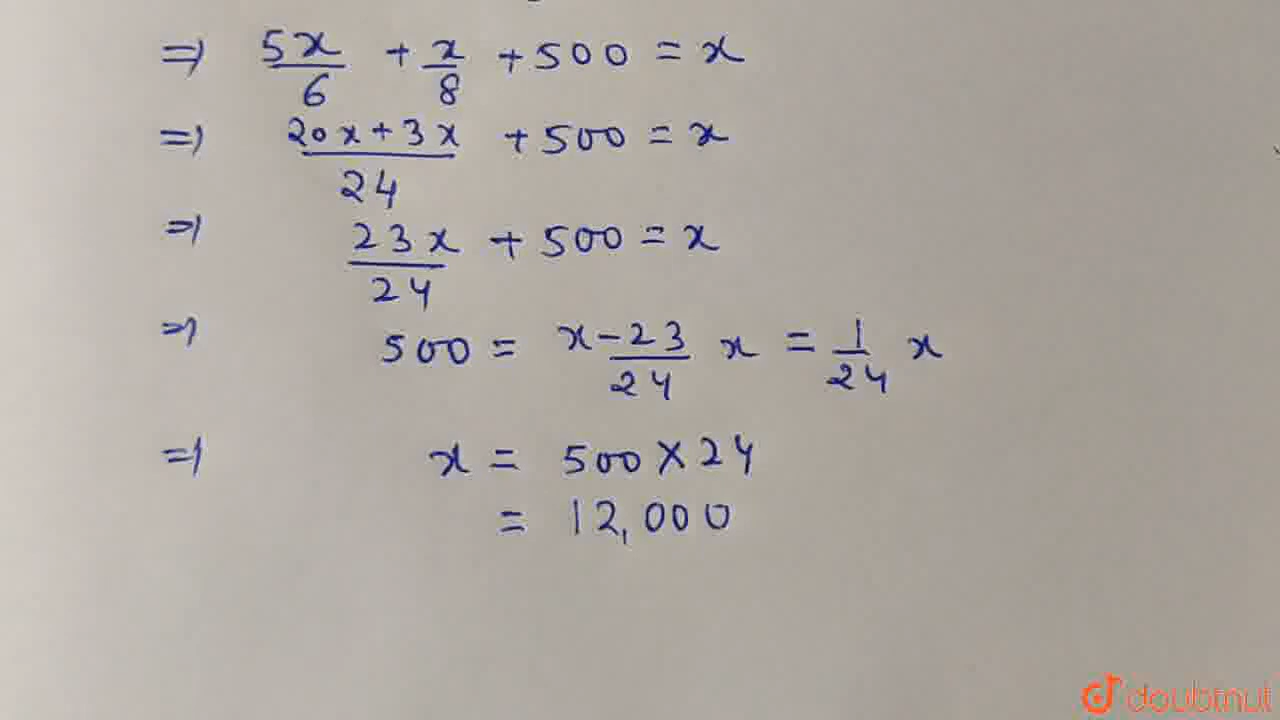 ⇒ 5x/6 + x/8 + 500 = x
⇒ 20x + 3x/24 + 500 = x
⇒ 23x/24 + 500 = x
⇒ 500 = x - 23/24 x = 1/24 x
⇒ x = 500 × 24
= 12,000
doubtnut